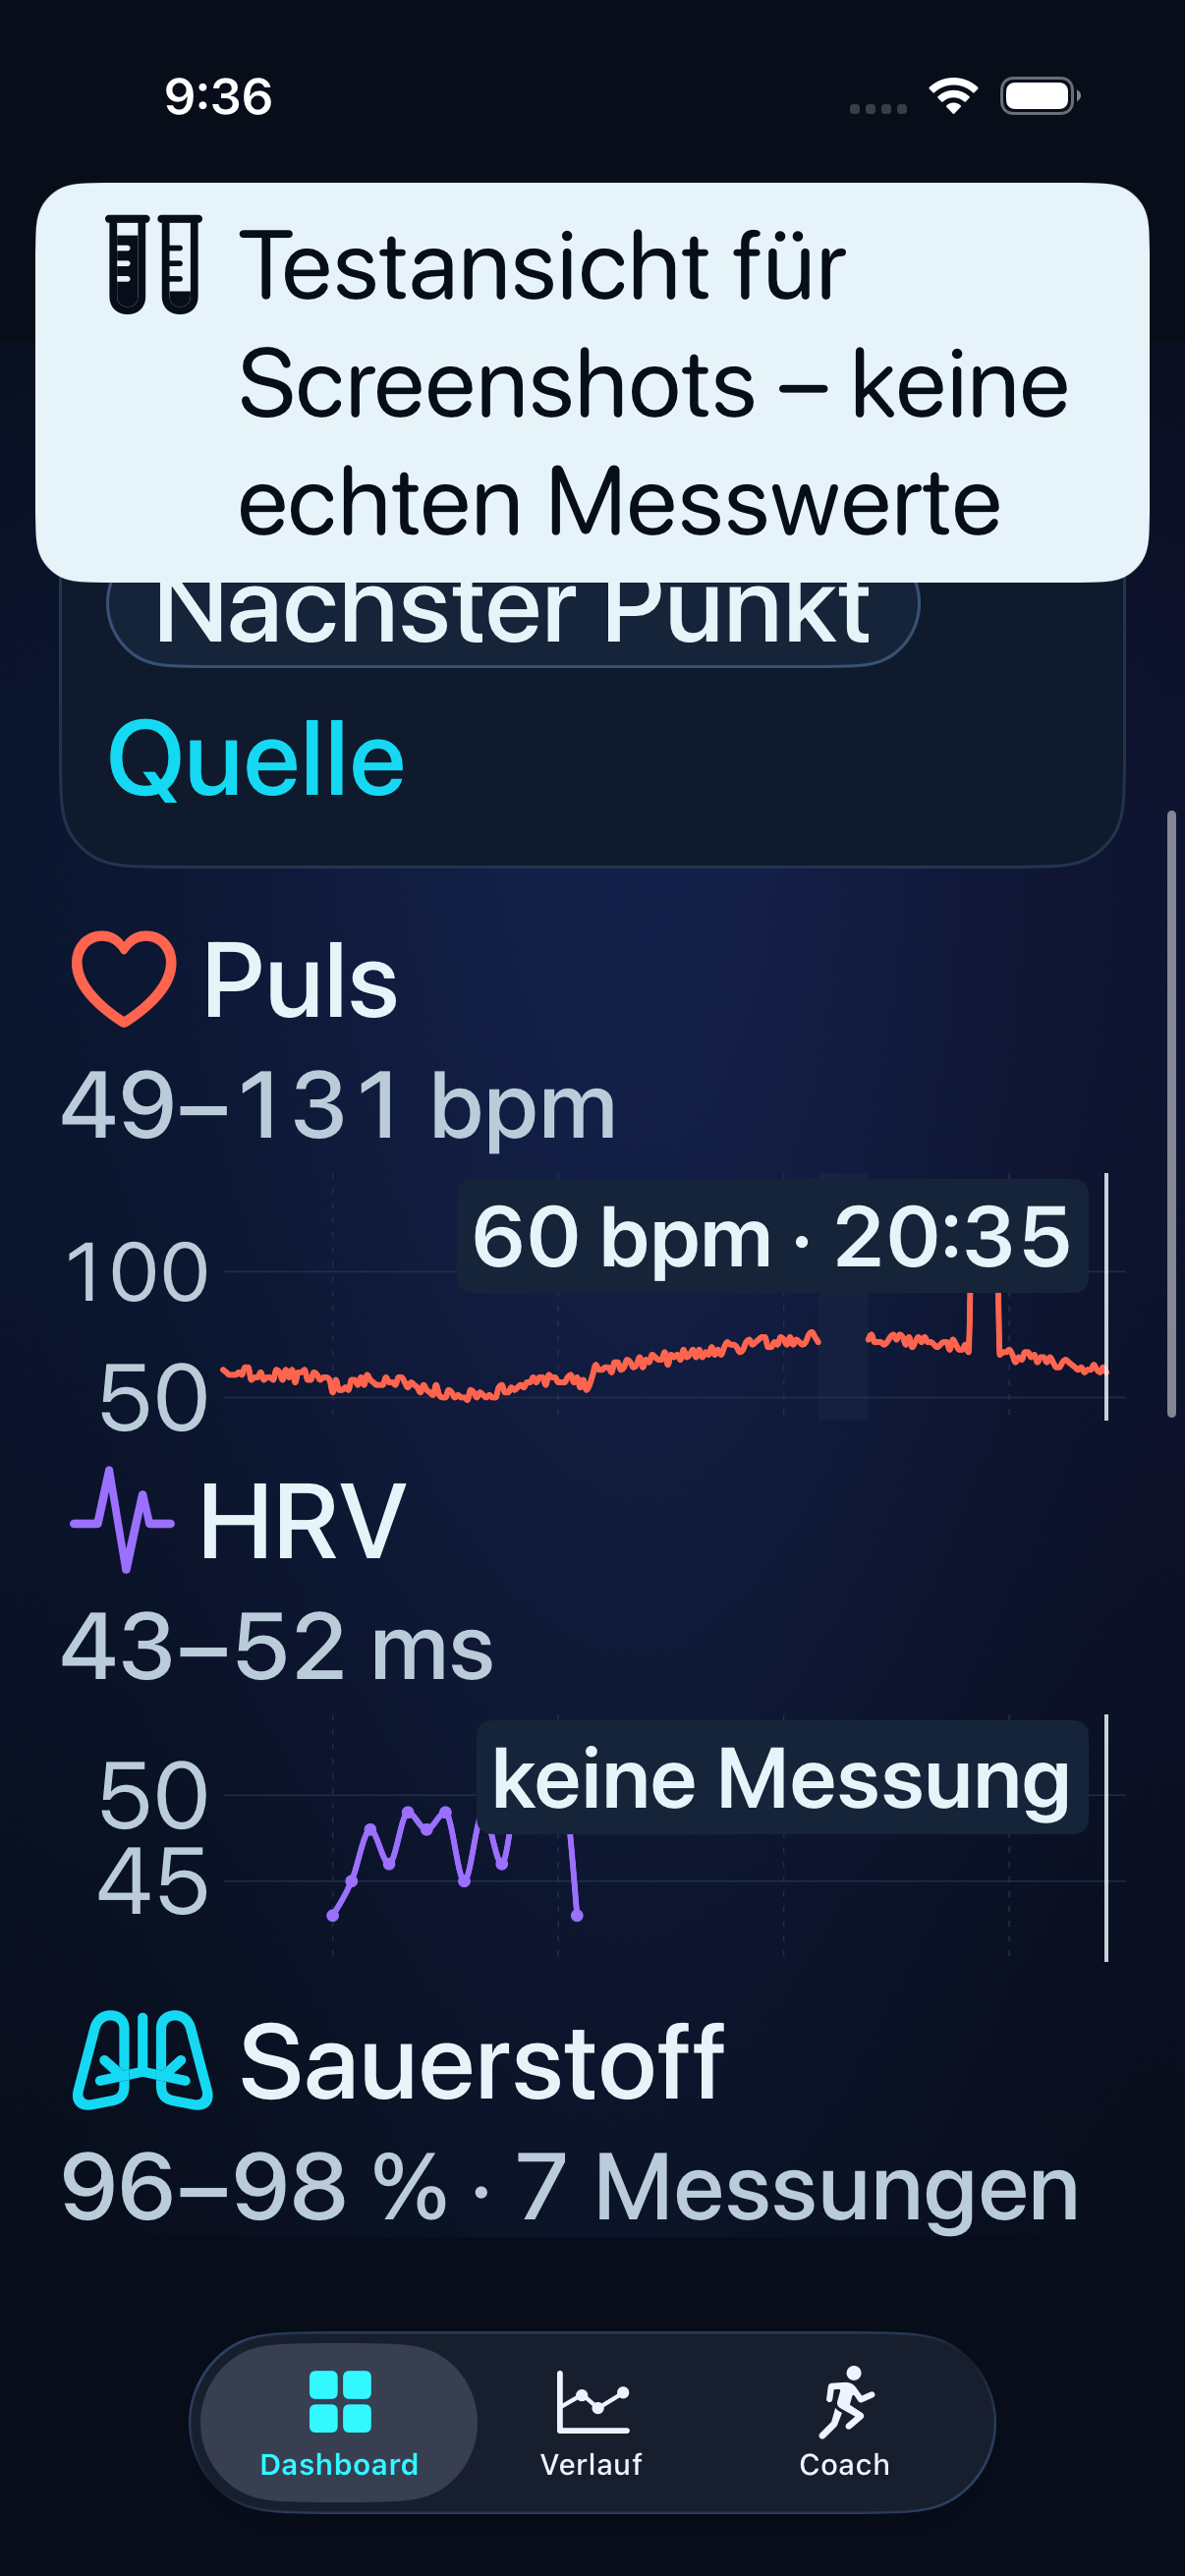 9:36
Testansicht für
Screenshots – keine
echten Messwerte
Nächster Punkt
Quelle
Puls
49–131 bpm
60 bpm · 20:35
100
50
HRV
43–52 ms
keine Messung
50
45
Sauerstoff
96–98 % · 7 Messungen
Dashboard
Verlauf
Coach